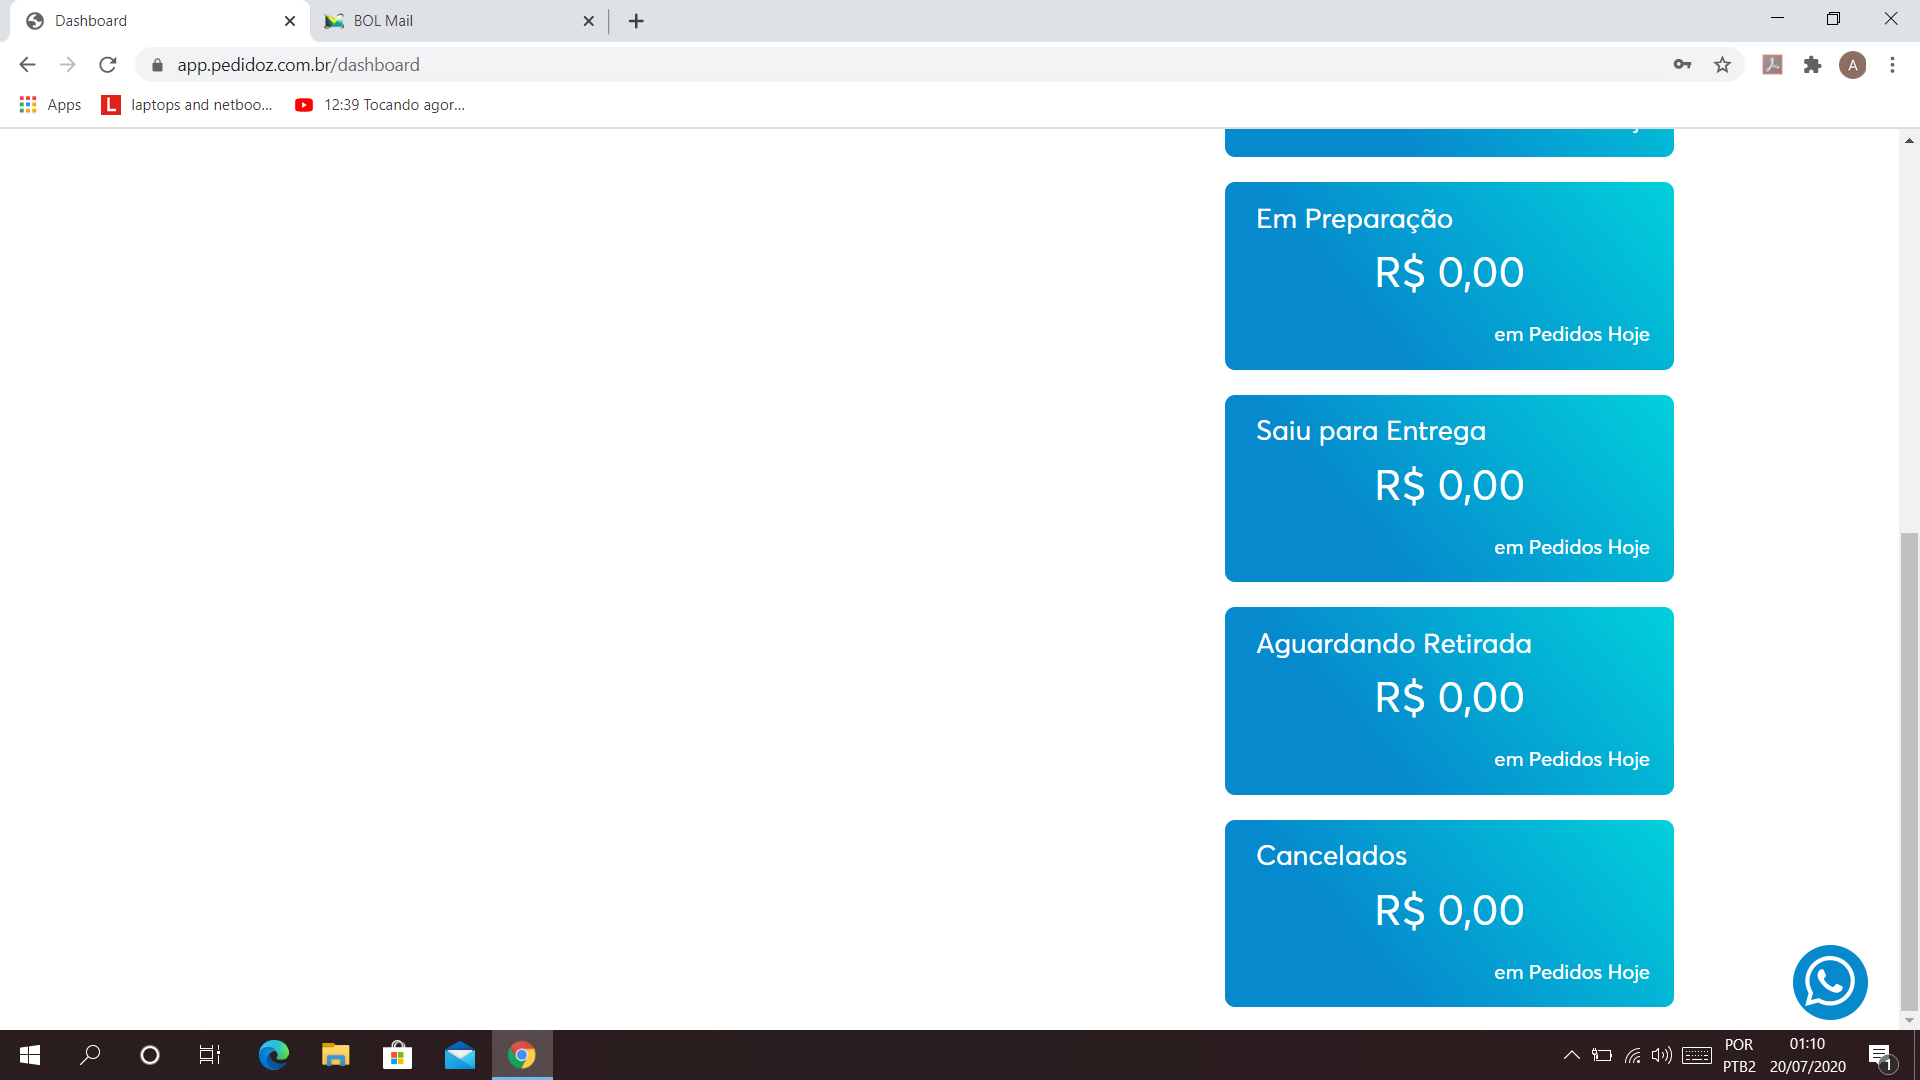 Dashboard
BOL Mail
app.pedidoz.com.br/dashboard
A
Apps
L
laptops and netboo...
12:39 Tocando agor...
Em Preparação
R$ 0,00
em Pedidos Hoje
Saiu para Entrega
R$ 0,00
em Pedidos Hoje
Aguardando Retirada
R$ 0,00
em Pedidos Hoje
Cancelados
R$ 0,00
em Pedidos Hoje
POR
PTB2
01:10
20/07/2020
1